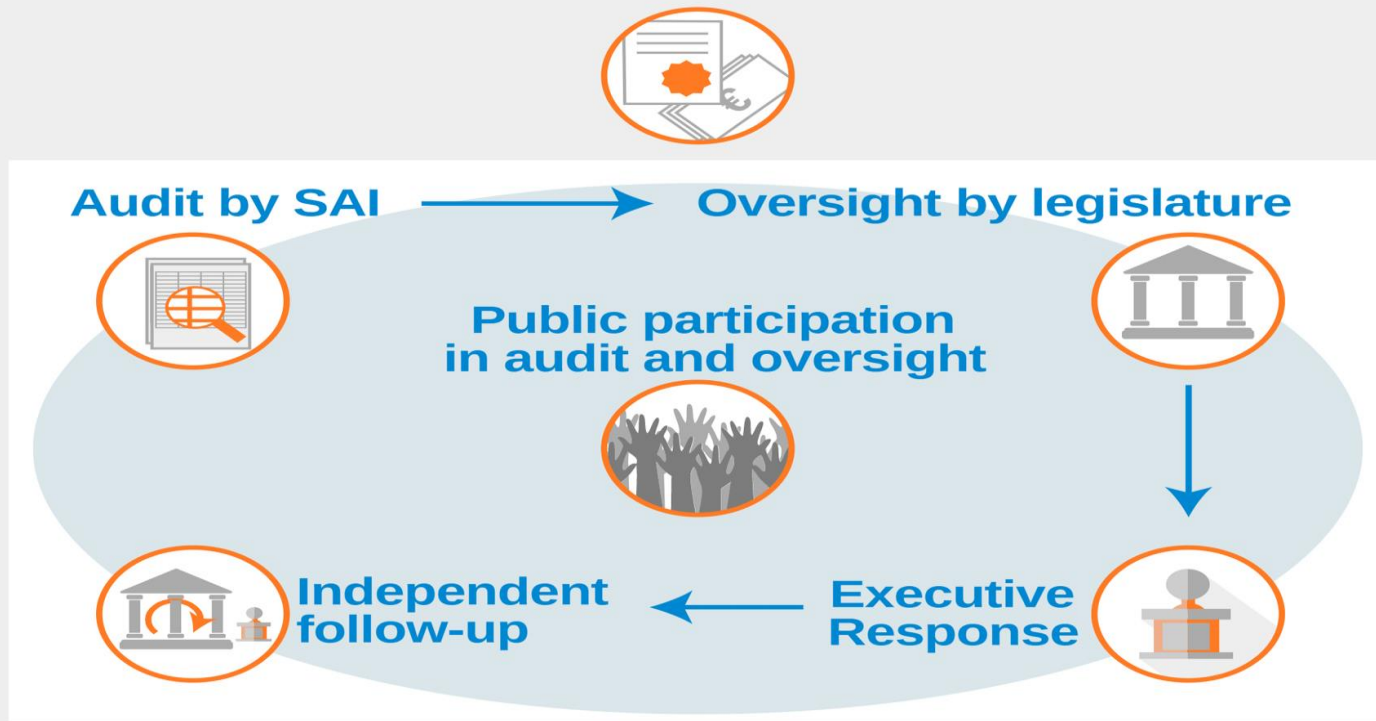 Audit by SAI
Oversight by legislature
Public participation
in audit and oversight
Independent
follow-up
Executive
Response